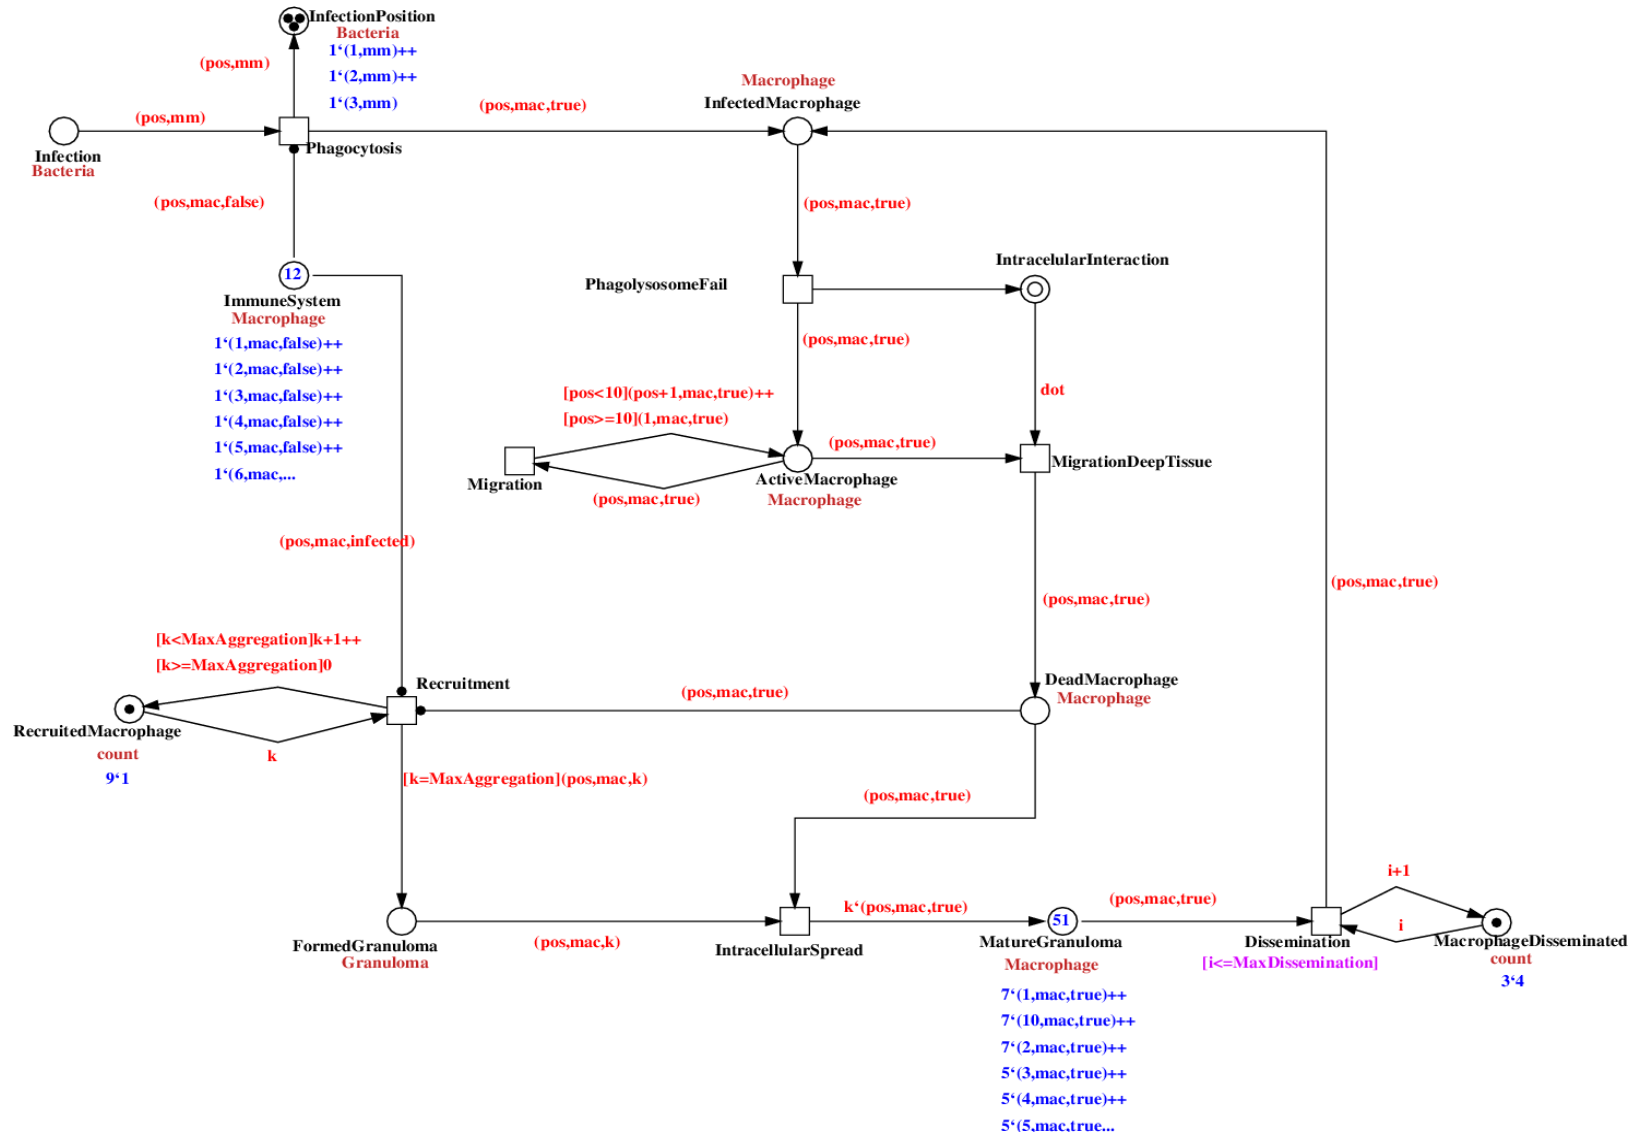 InfectionPosition
Bacteria
1‘(1,mm)++
1‘(2,mm)++
1‘(3,mm)
(pos,mm)
(pos,mm)
(pos,mac,true)
Macrophage
InfectedMacrophage
Infection
Bacteria
Phagocytosis
(pos,mac,false)
(pos,mac,true)
12
ImmuneSystem
Macrophage
1‘(1,mac,false)++
1‘(2,mac,false)++
1‘(3,mac,false)++
1‘(4,mac,false)++
1‘(5,mac,false)++
1‘(6,mac,...
PhagolysosomeFail
IntracelularInteraction
(pos,mac,true)
dot
[pos<10](pos+1,mac,true)++
[pos>=10](1,mac,true)
(pos,mac,true)
Migration
(pos,mac,true)
ActiveMacrophage
Macrophage
MigrationDeepTissue
(pos,mac,infected)
(pos,mac,true)
(pos,mac,true)
[k<MaxAggregation]k+1++
[k>=MaxAggregation]0
Recruitment
(pos,mac,true)
DeadMacrophage
Macrophage
RecruitedMacrophage
count
9‘1
k
[k=MaxAggregation](pos,mac,k)
(pos,mac,true)
FormedGranuloma
Granuloma
(pos,mac,k)
IntracellularSpread
k‘(pos,mac,true)
51
MatureGranuloma
Macrophage
7‘(1,mac,true)++
7‘(10,mac,true)++
7‘(2,mac,true)++
5‘(3,mac,true)++
5‘(4,mac,true)++
5‘(5,mac,true...
(pos,mac,true)
Dissemination
[i<=MaxDissemination]
i+1
i
MacrophageDisseminated
count
3‘4